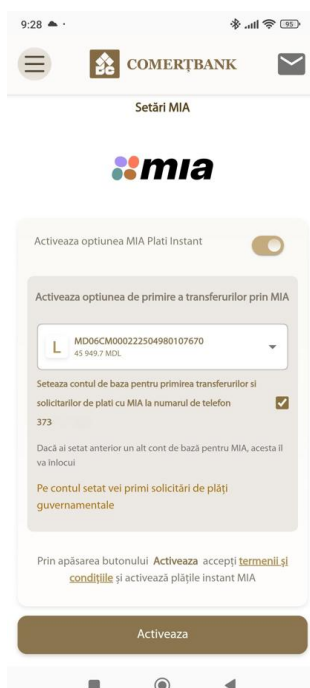 9:28
95
COMERȚBANK
Setări MIA
mia
Activeaza optiunea MIA Plati Instant
Activeaza optiunea de primire a transferurilor prin MIA
L
MD06CM000222504980107670
45 949.7 MDL
Seteaza contul de baza pentru primirea transferurilor si
solicitarilor de plati cu MIA la numarul de telefon
373
Dacă ai setat anterior un alt cont de bază pentru MIA, acesta îl
va înlocui
Pe contul setat vei primi solicitări de plăți
guvernamentale
Prin apăsarea butonului Activeaza accepți termenii și
condițiile și activează plățile instant MIA
Activeaza